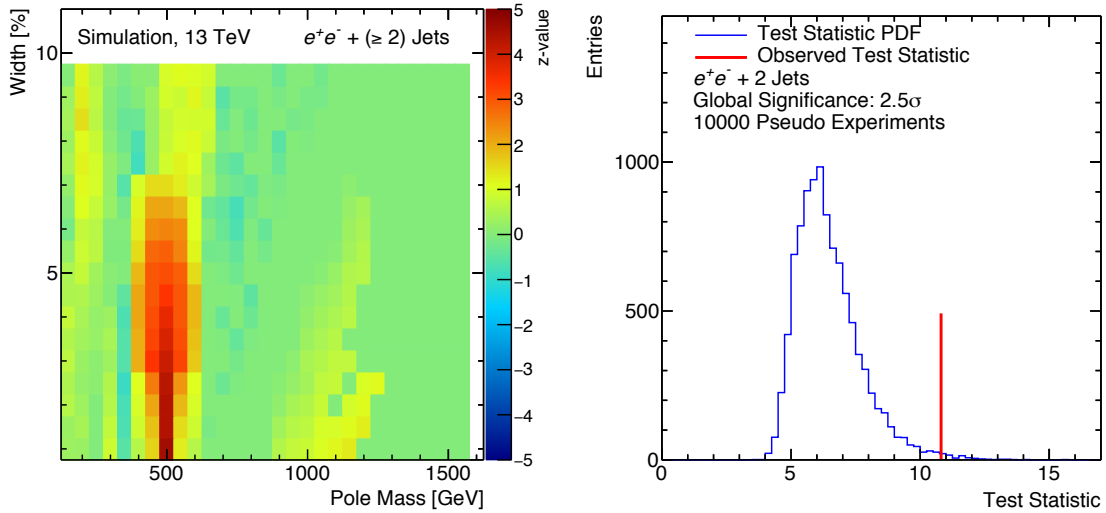 Width [%]
10
5
Simulation, 13 TeV
e⁺e⁻ + (≥ 2) Jets
500
1000
1500
Pole Mass [GeV]
5
4
3
2
1
0
−1
−2
−3
−4
−5
z-value
Entries
1000
500
0
Test Statistic PDF
Observed Test Statistic
e⁺e⁻ + 2 Jets
Global Significance: 2.5σ
10000 Pseudo Experiments
0
5
10
15
Test Statistic